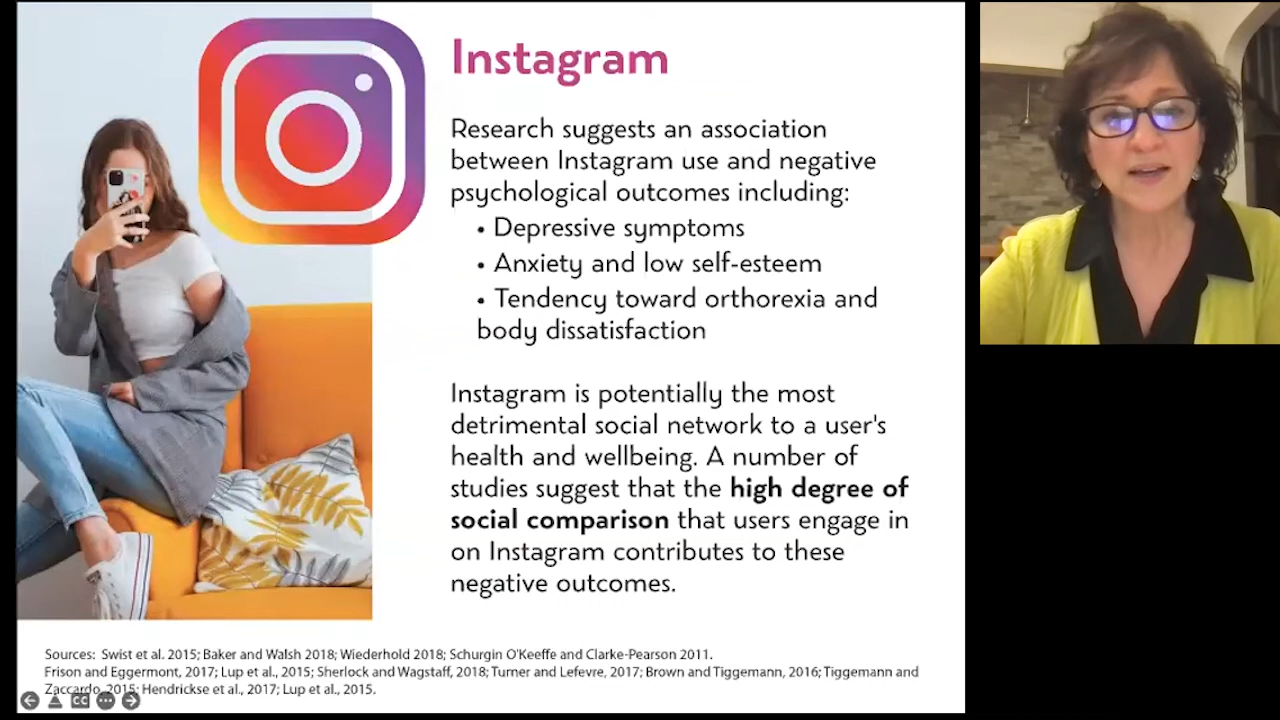 Instagram
Research suggests an association
between Instagram use and negative
psychological outcomes including:
• Depressive symptoms
• Anxiety and low self-esteem
• Tendency toward orthorexia and
body dissatisfaction
Instagram is potentially the most
detrimental social network to a user's
health and wellbeing. A number of
studies suggest that the high degree of
social comparison that users engage in
on Instagram contributes to these
negative outcomes.
Sources: Swist et al. 2015; Baker and Walsh 2018; Wiederhold 2018; Schurgin O'Keeffe and Clarke-Pearson 2011.
Frison and Eggermont, 2017; Lup et al., 2015; Sherlock and Wagstaff, 2018; Turner and Lefevre, 2017; Brown and Tiggemann, 2016; Tiggemann and
Zaccardo, 2015; Hendrickse et al., 2017; Lup et al., 2015.
CC